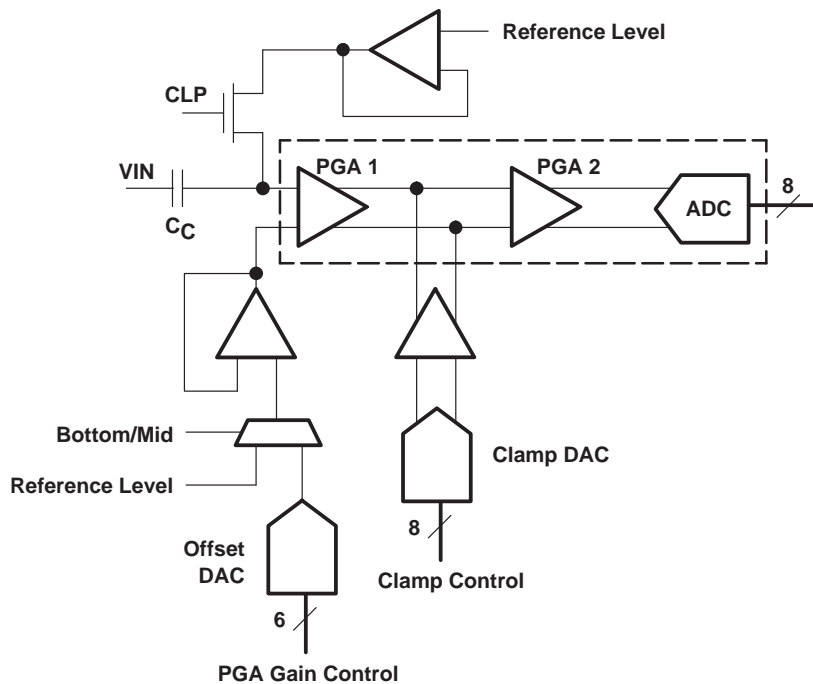 Reference Level
CLP
VIN
CC
PGA 1
PGA 2
ADC
8
Bottom/Mid
Reference Level
Clamp DAC
8
Clamp Control
Offset
DAC
6
PGA Gain Control